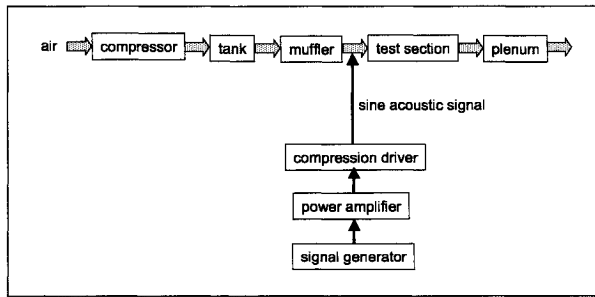 air compressor tank muffler test section plenum
sine acoustic signal
compression driver
power amplifier
signal generator